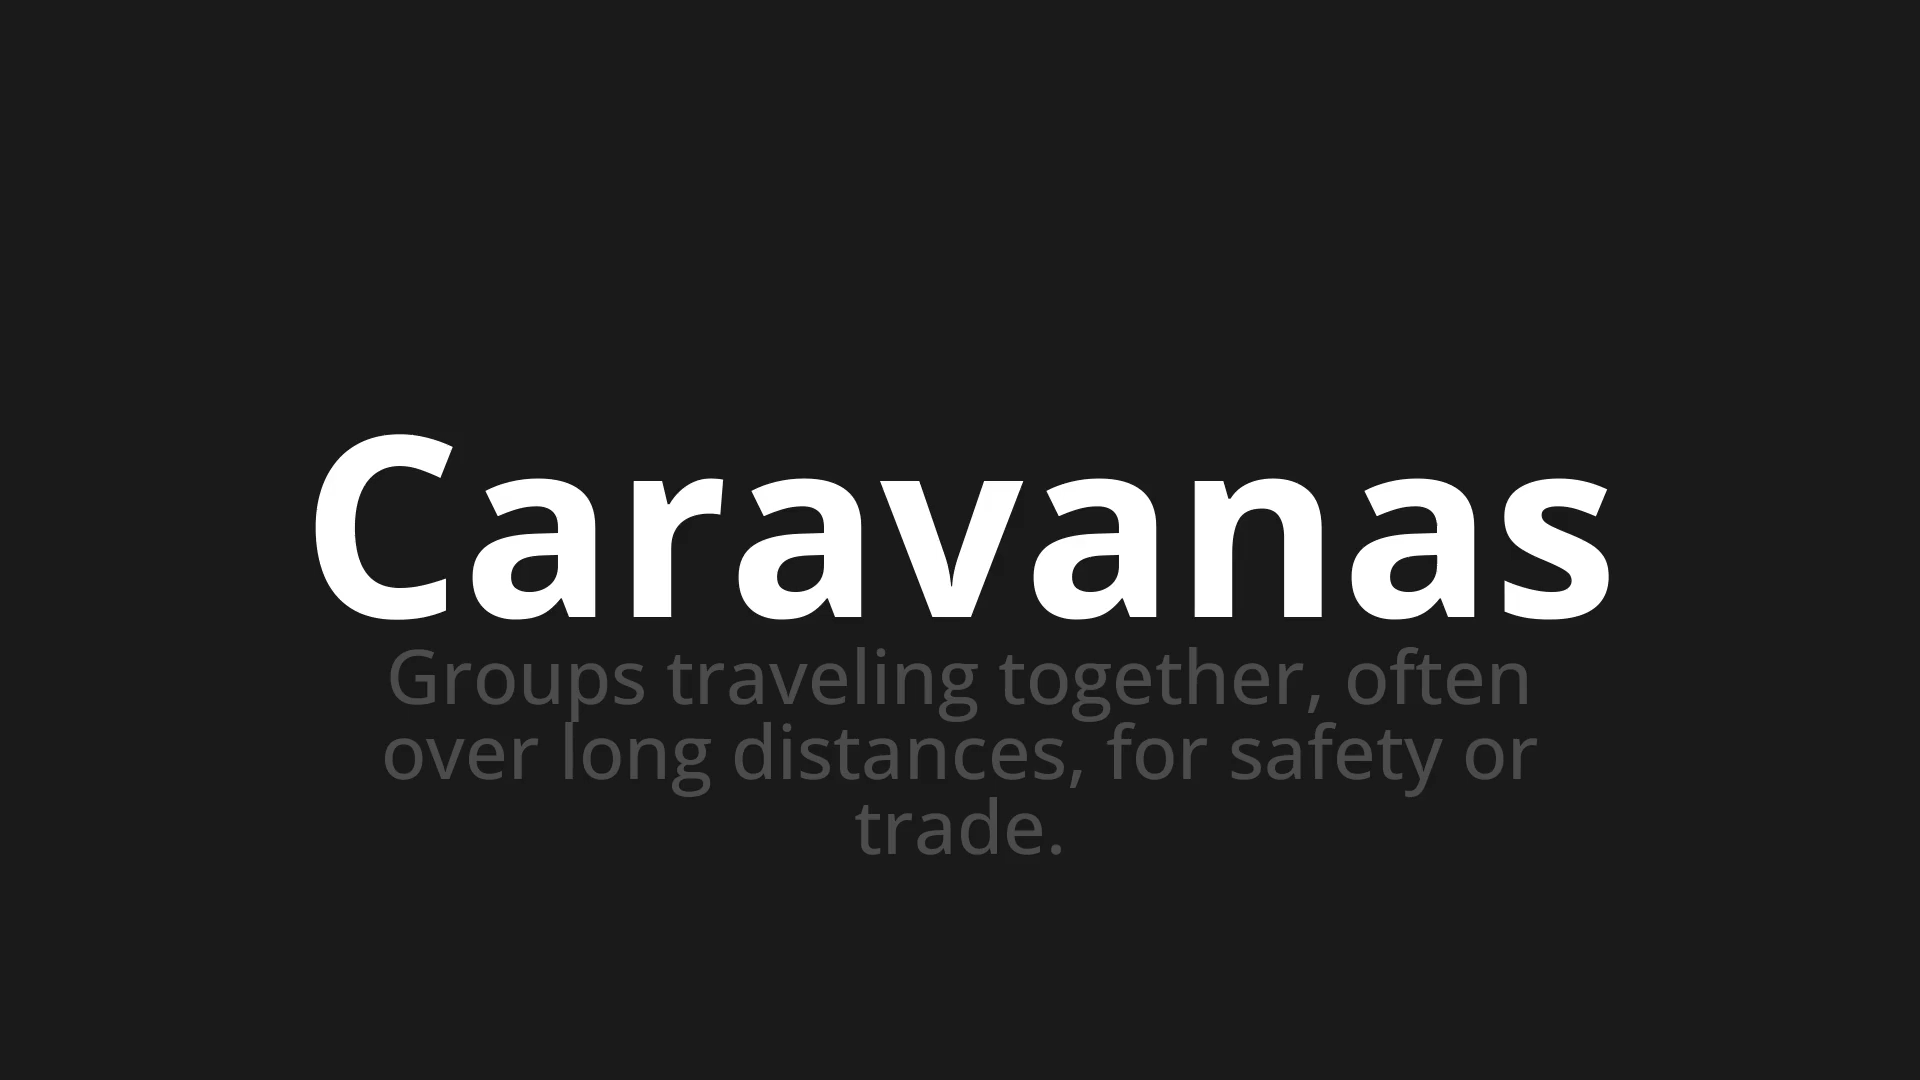 Caravanas
Groups traveling together, often
over long distances, for safety or
trade.